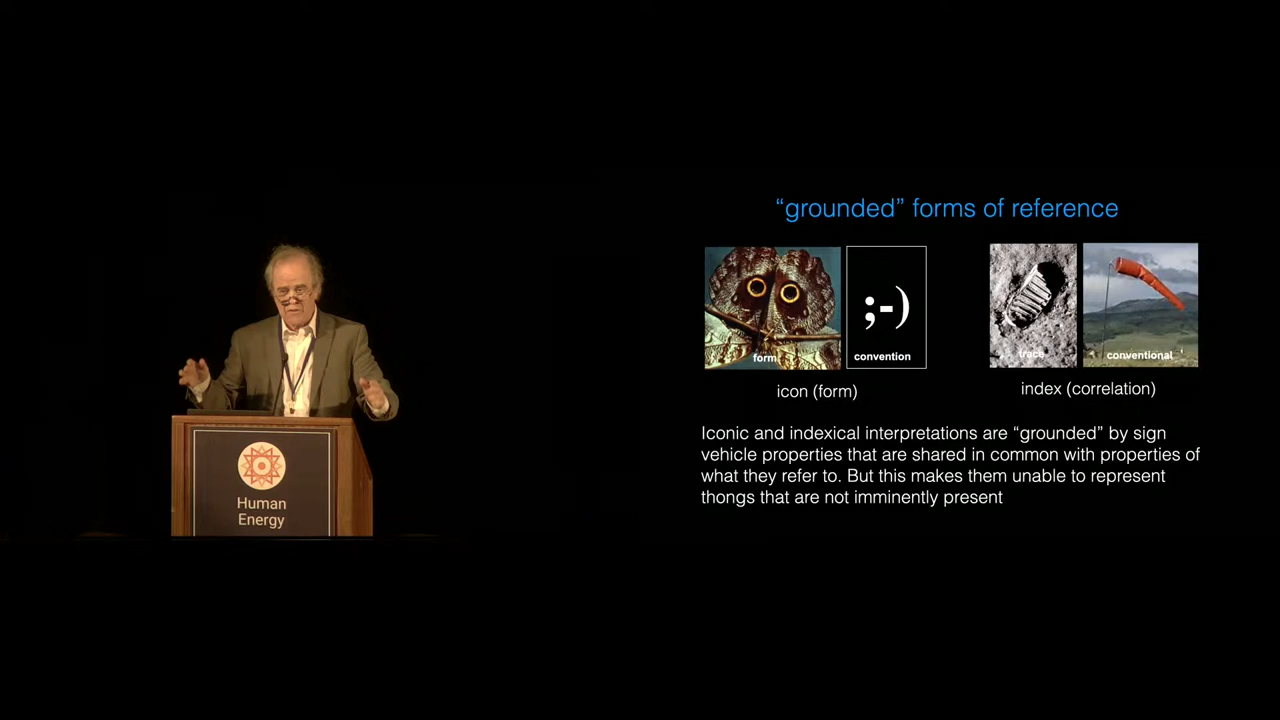 “grounded” forms of reference
form
;-)
convention
trace
conventional
icon (form)
index (correlation)
Iconic and indexical interpretations are “grounded” by sign
vehicle properties that are shared in common with properties of
what they refer to. But this makes them unable to represent
thongs that are not imminently present
Human
Energy